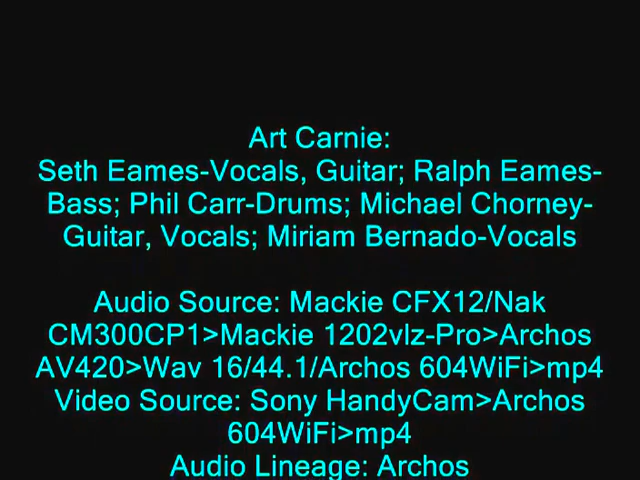 Art Carnie:
Seth Eames-Vocals, Guitar; Ralph Eames-
Bass; Phil Carr-Drums; Michael Chorney-
Guitar, Vocals; Miriam Bernado-Vocals
Audio Source: Mackie CFX12/Nak
CM300CP1>Mackie 1202vlz-Pro>Archos
AV420>Wav 16/44.1/Archos 604WiFi>mp4
Video Source: Sony HandyCam>Archos
604WiFi>mp4
Audio Lineage: Archos